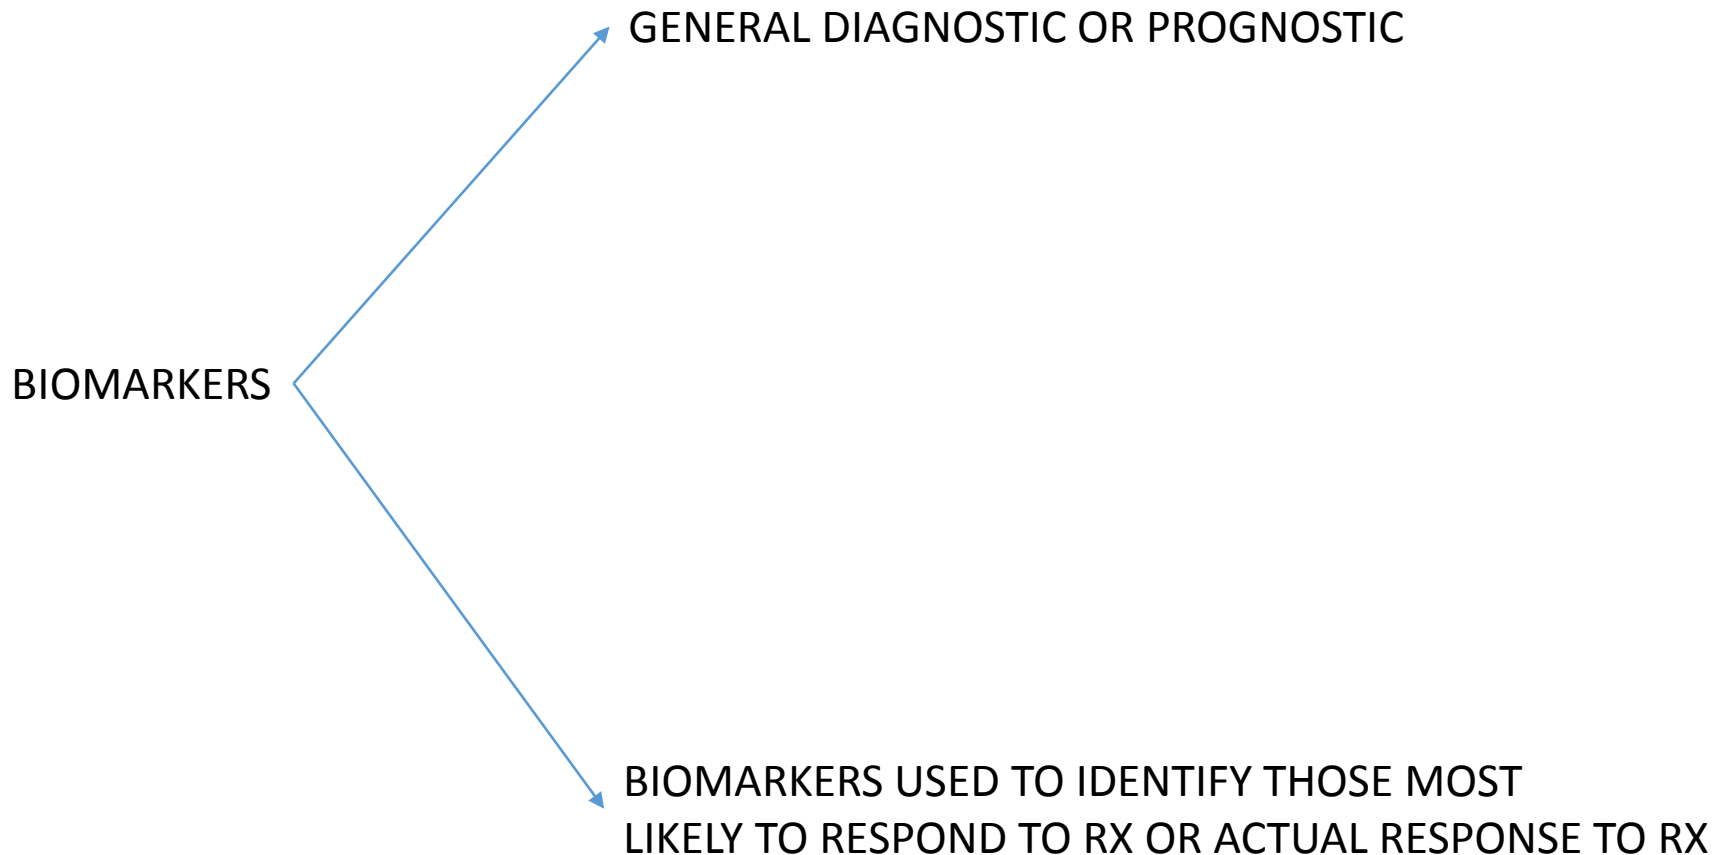 GENERAL DIAGNOSTIC OR PROGNOSTIC
BIOMARKERS
BIOMARKERS USED TO IDENTIFY THOSE MOST
LIKELY TO RESPOND TO RX OR ACTUAL RESPONSE TO RX